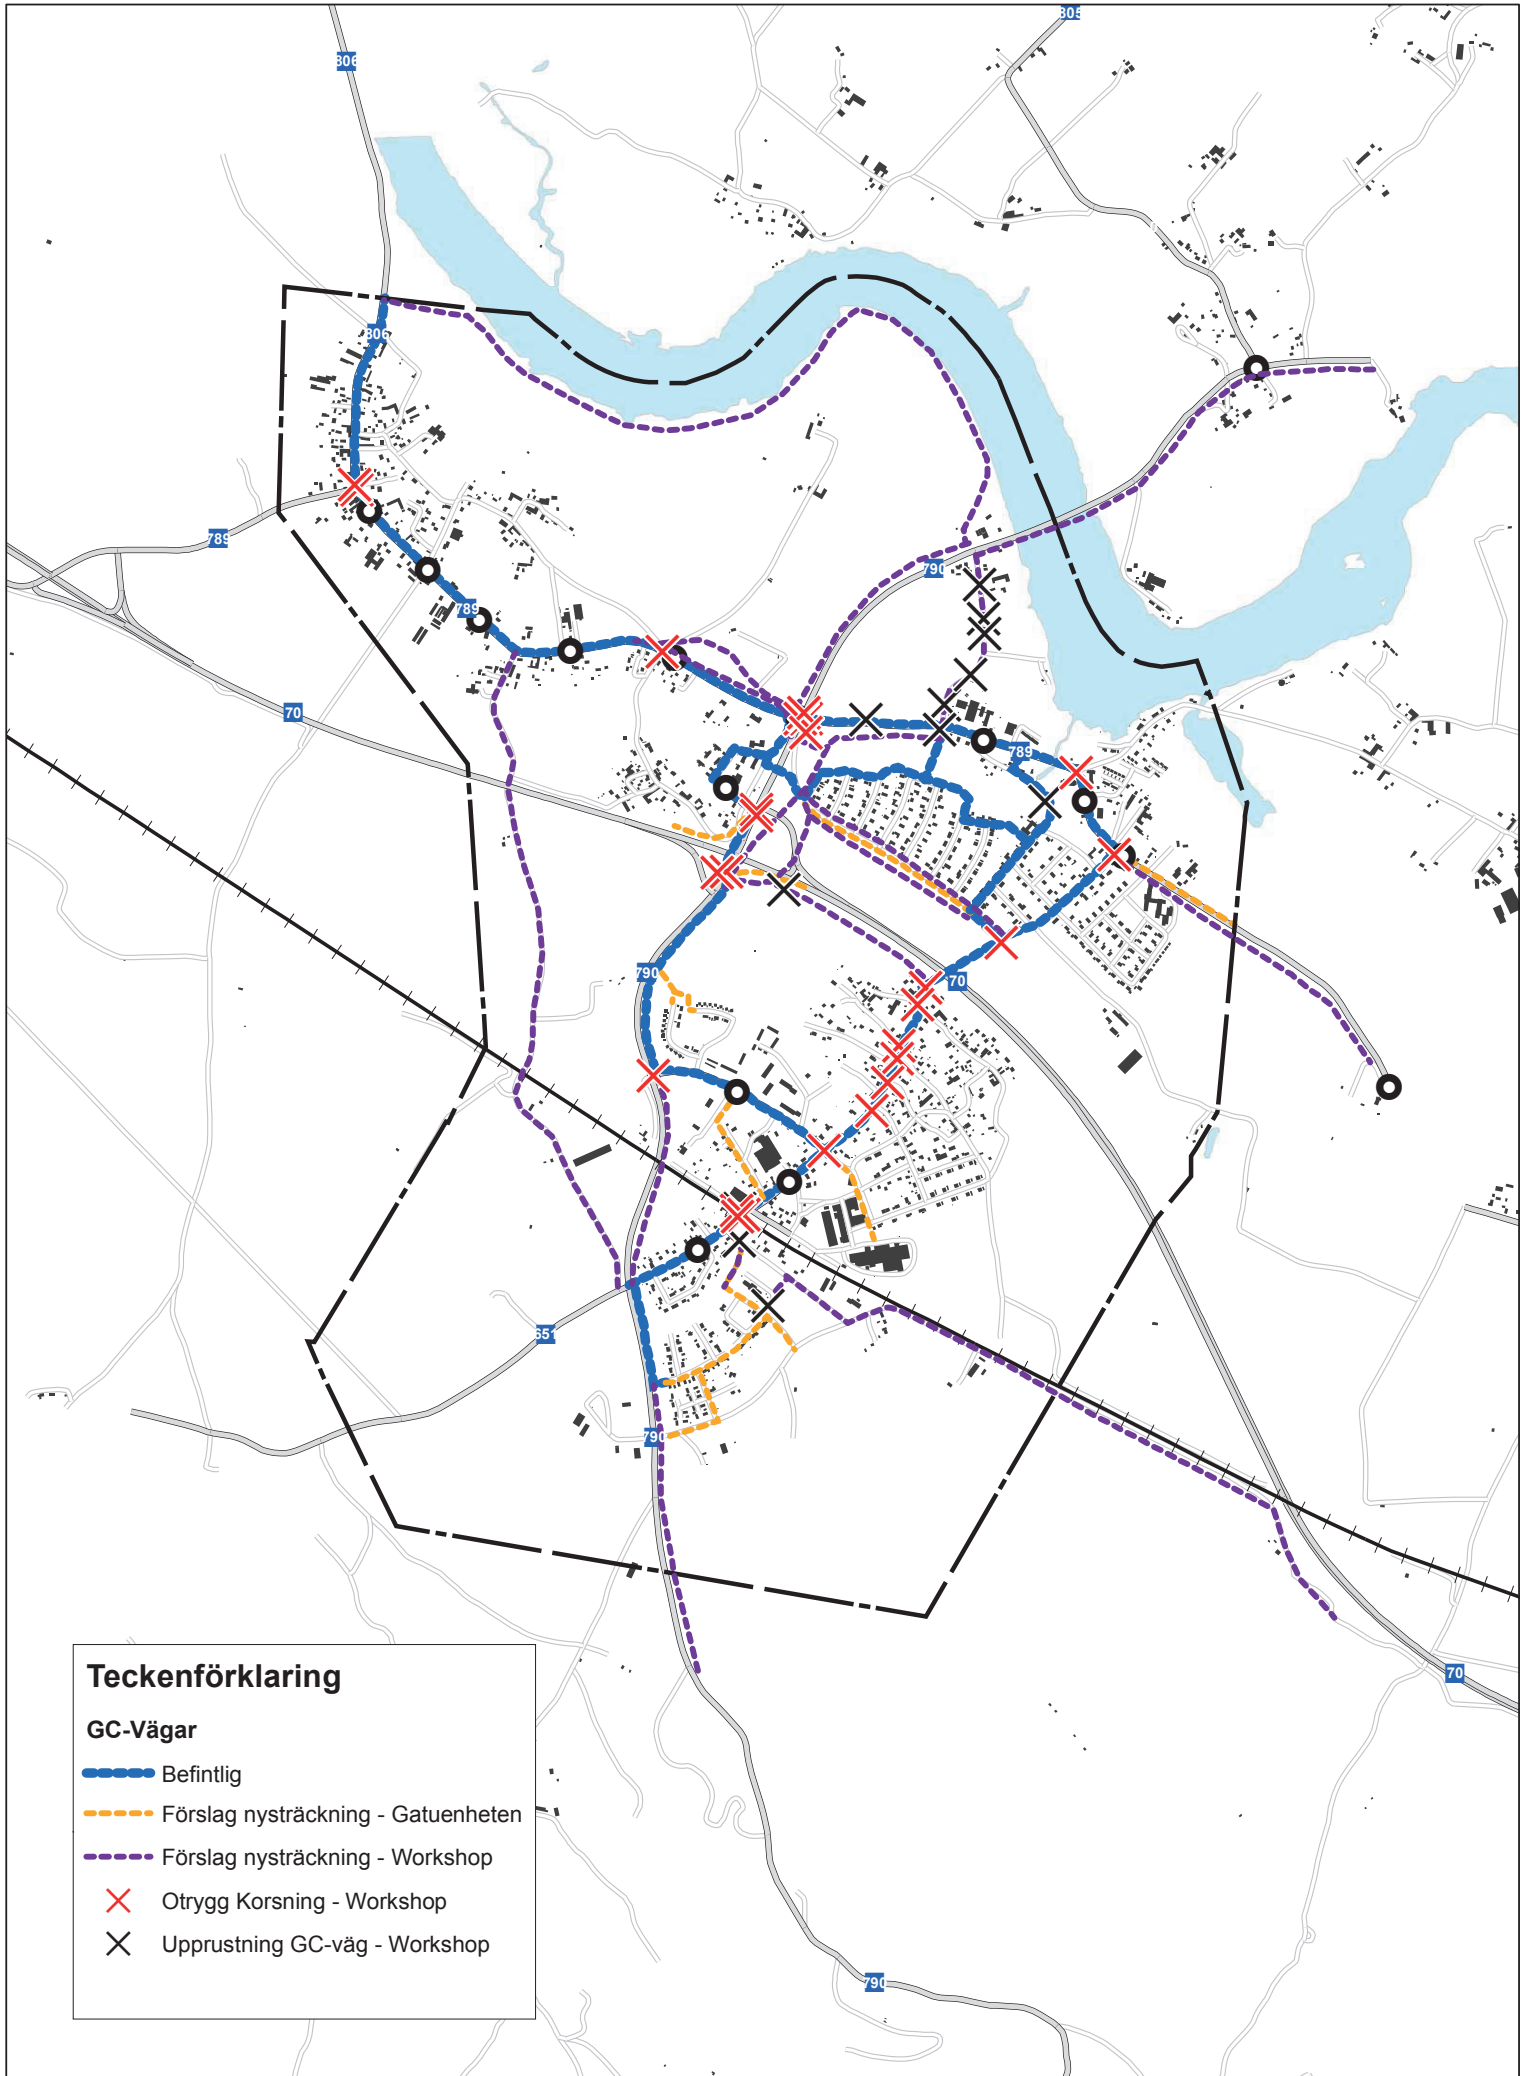 805
806
806
789
790
789
70
789
790
70
651
790
70
790
Teckenförklaring
GC-Vägar
Befintlig
Förslag nysträckning - Gatuenheten
Förslag nysträckning - Workshop
Otrygg Korsning - Workshop
Upprustning GC-väg - Workshop